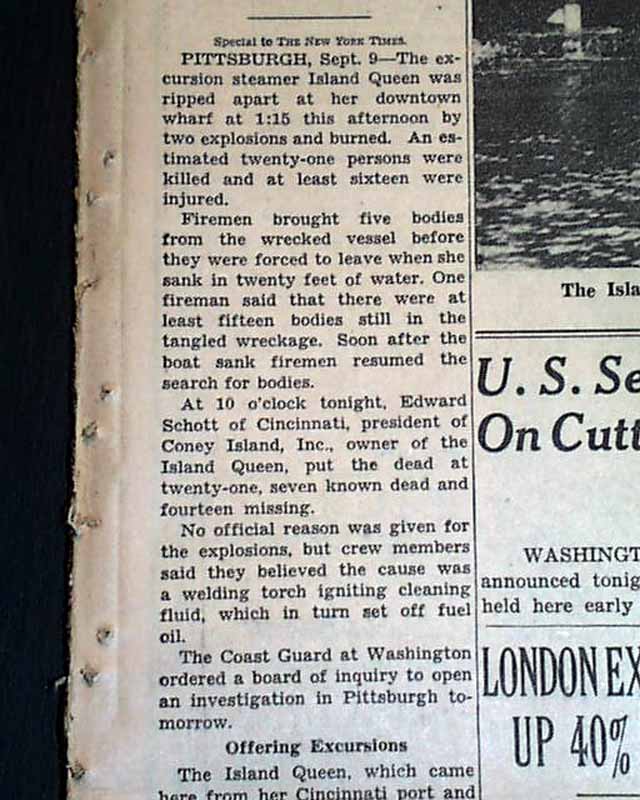 Special to THE NEW YORK TIMES.
PITTSBURGH, Sept. 9—The ex-
cursion steamer Island Queen was
ripped apart at her downtown
wharf at 1:15 this afternoon by
two explosions and burned. An es-
timated twenty-one persons were
killed and at least sixteen were
injured.
Firemen brought five bodies
from the wrecked vessel before
they were forced to leave when she
sank in twenty feet of water. One
fireman said that there were at
least fifteen bodies still in the
tangled wreckage. Soon after the
boat sank firemen resumed the
search for bodies.
At 10 o'clock tonight, Edward
Schott of Cincinnati, president of
Coney Island, Inc., owner of the
Island Queen, put the dead at
twenty-one, seven known dead and
fourteen missing.
No official reason was given for
the explosions, but crew members
said they believed the cause was
a welding torch igniting cleaning
fluid, which in turn set off fuel
oil.
The Coast Guard at Washington
ordered a board of inquiry to open
an investigation in Pittsburgh to-
morrow.
Offering Excursions
The Island Queen, which came
here from her Cincinnati port and
The Isla
U. S. Se
On Cutt
WASHINGT
announced tonig
held here early
LONDON EX
UP 40%